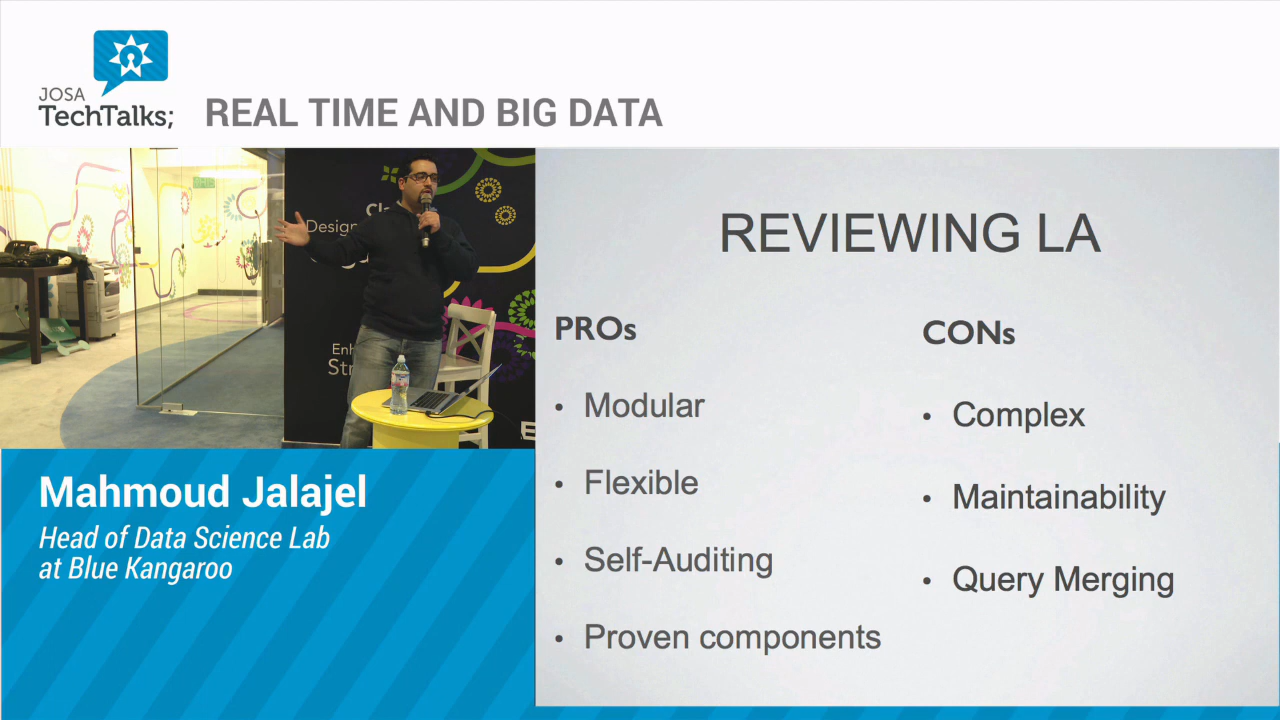 JOSA
TechTalks;
REAL TIME AND BIG DATA
Design
Mahmoud Jalajel
Head of Data Science Lab
at Blue Kangaroo
REVIEWING LA
PROs
• Modular
• Flexible
• Self-Auditing
• Proven components
CONs
• Complex
• Maintainability
• Query Merging